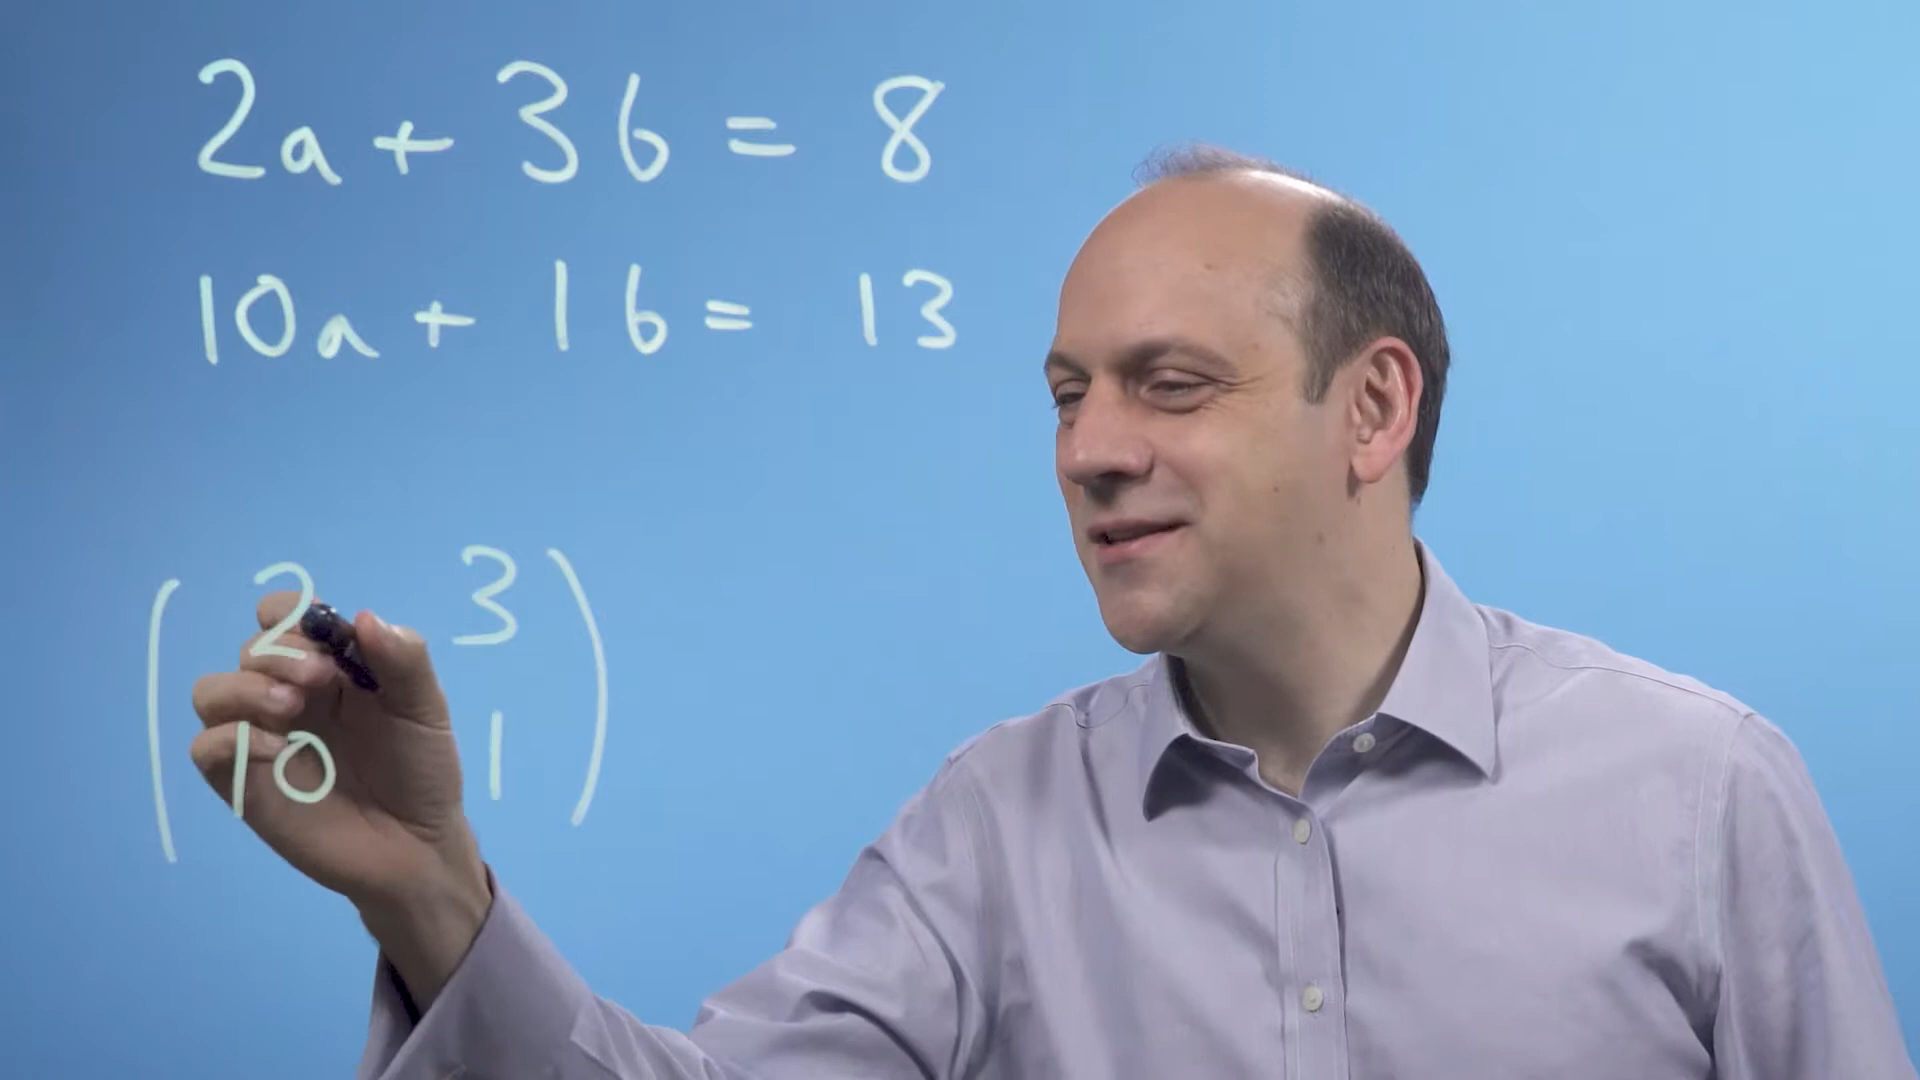 2a + 3b = 8
10a + 1b = 13
( 2 3
10 1 )